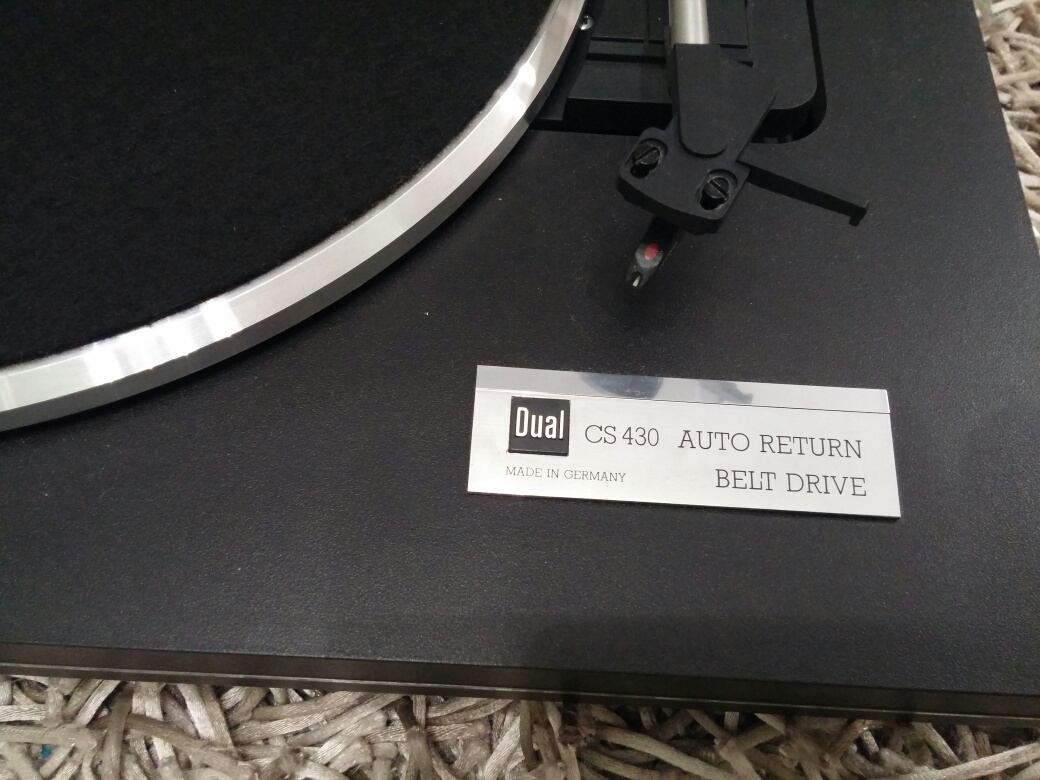 Dual CS 430 AUTO RETURN
MADE IN GERMANY BELT DRIVE